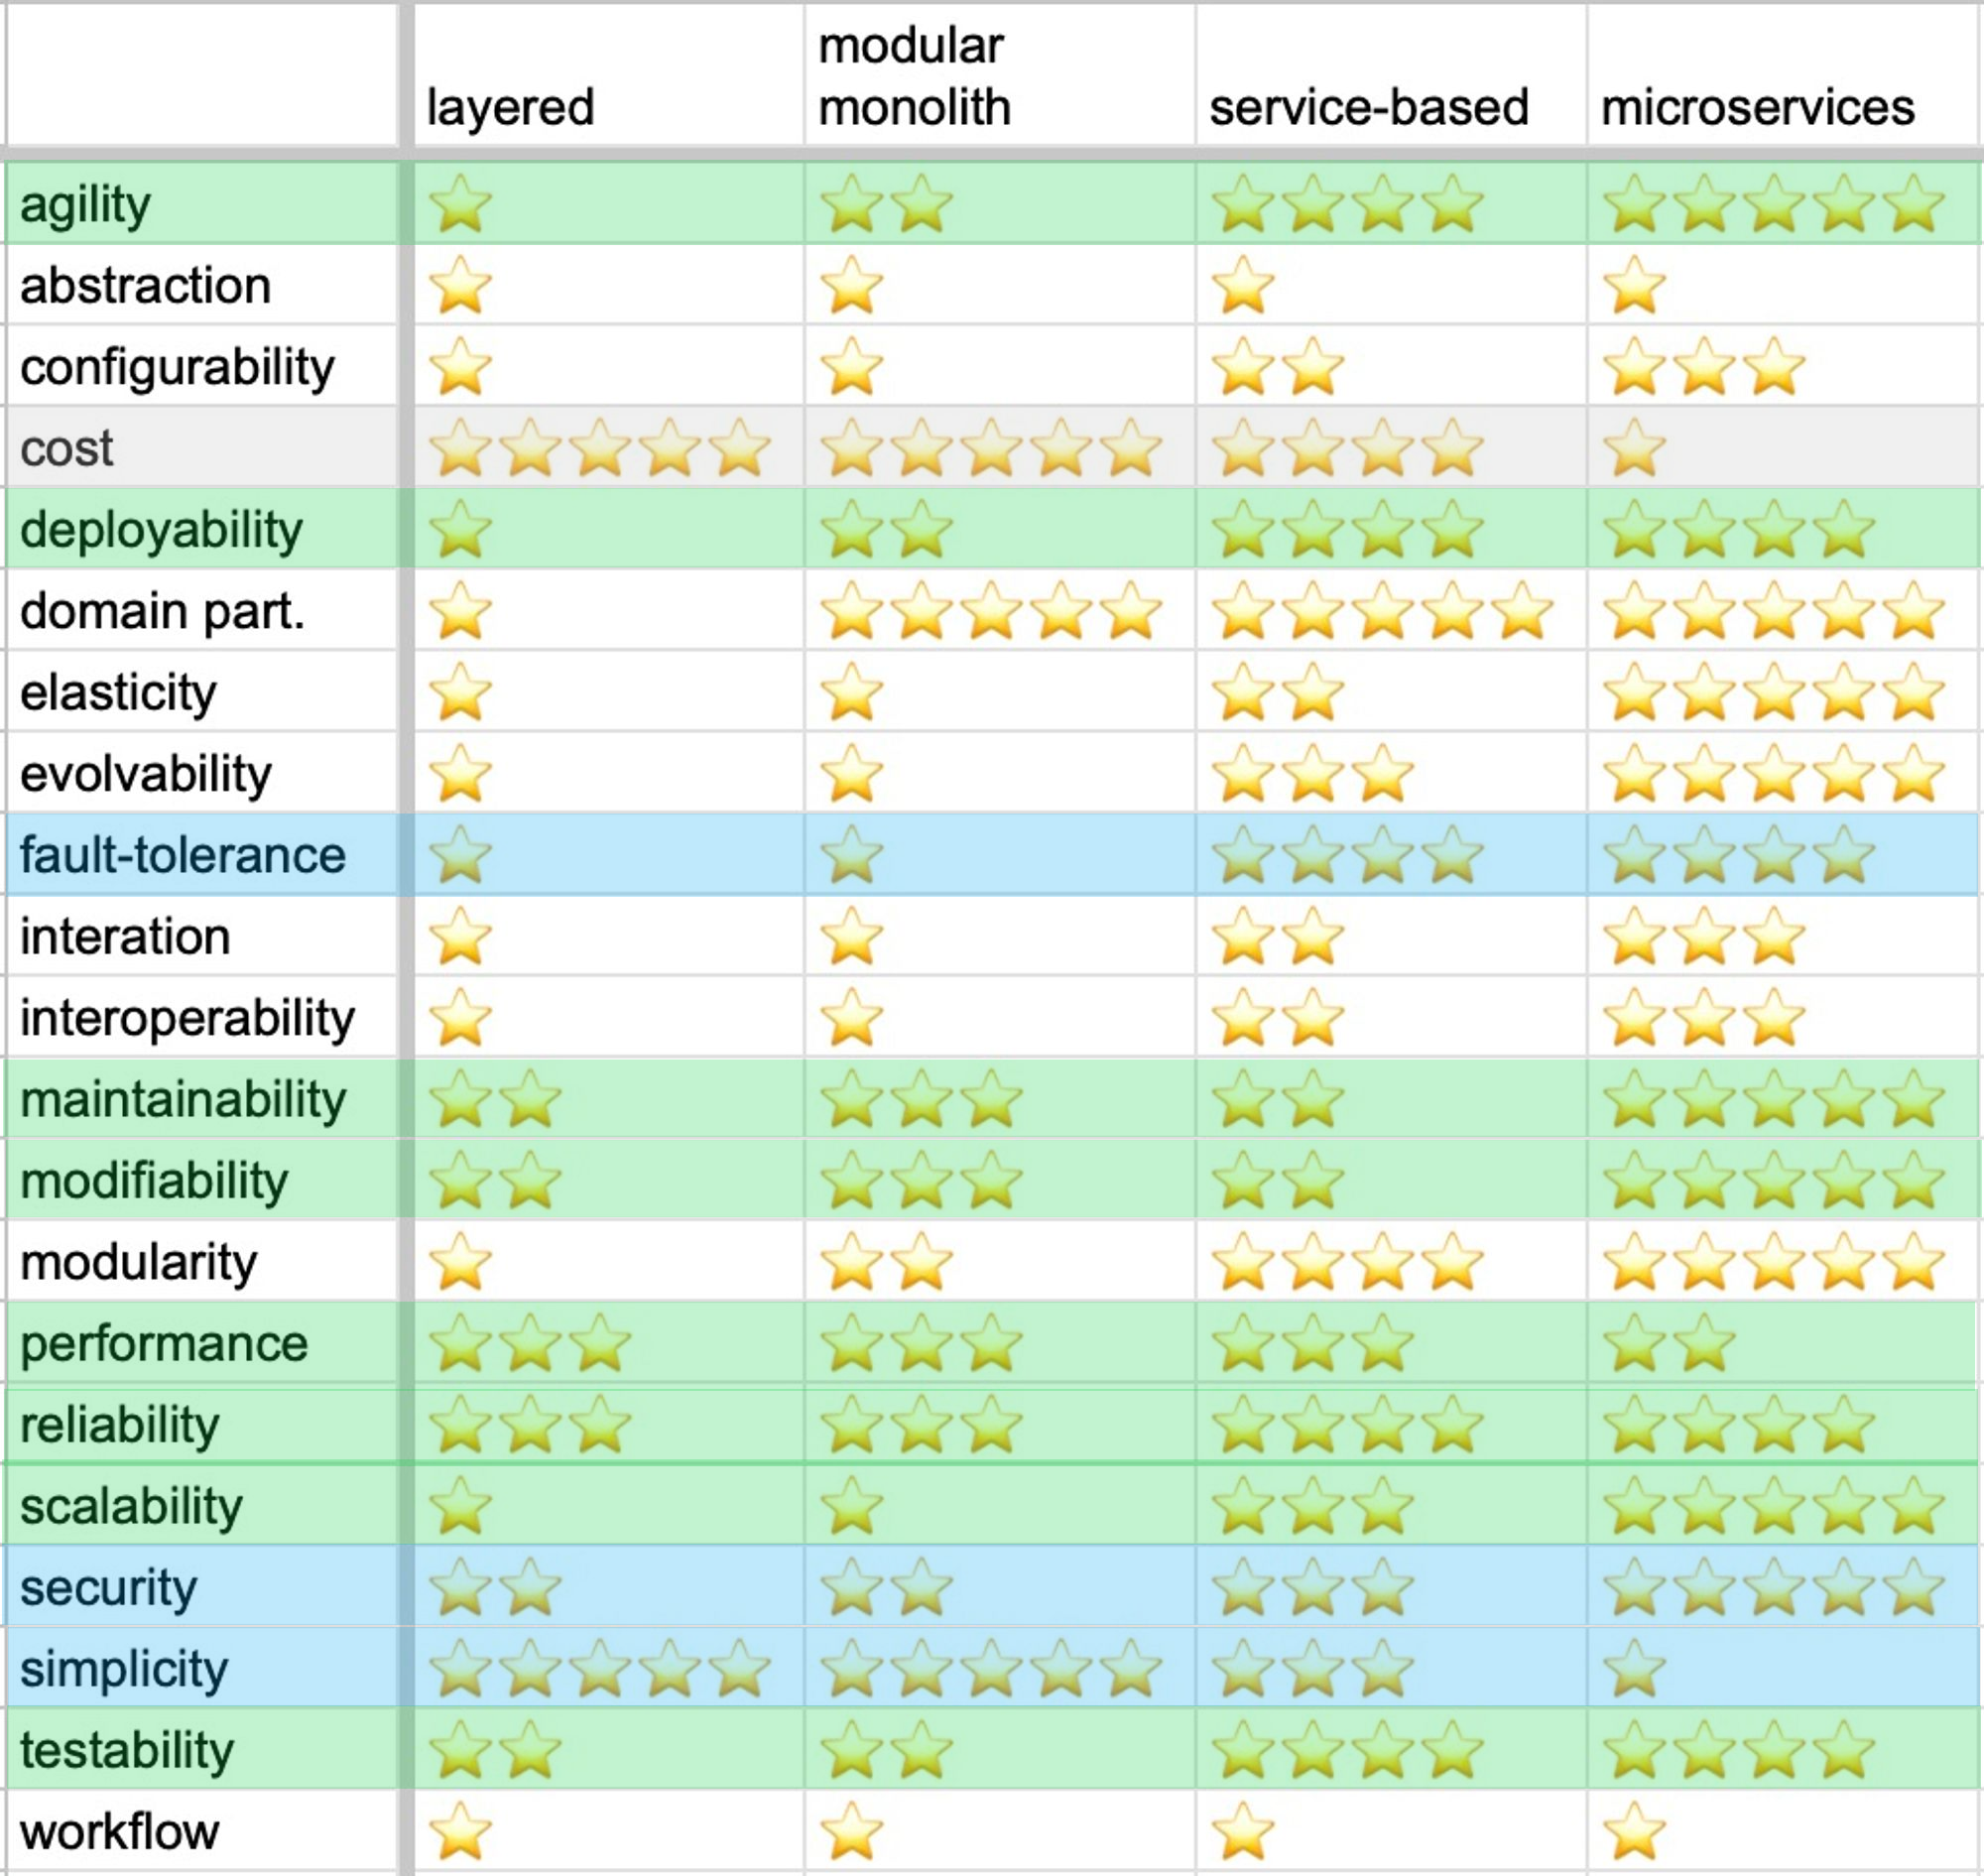 layered
modular
monolith
service-based
microservices
agility
abstraction
configurability
cost
deployability
domain part.
elasticity
evolvability
fault-tolerance
interation
interoperability
maintainability
modifiability
modularity
performance
reliability
scalability
security
simplicity
testability
workflow